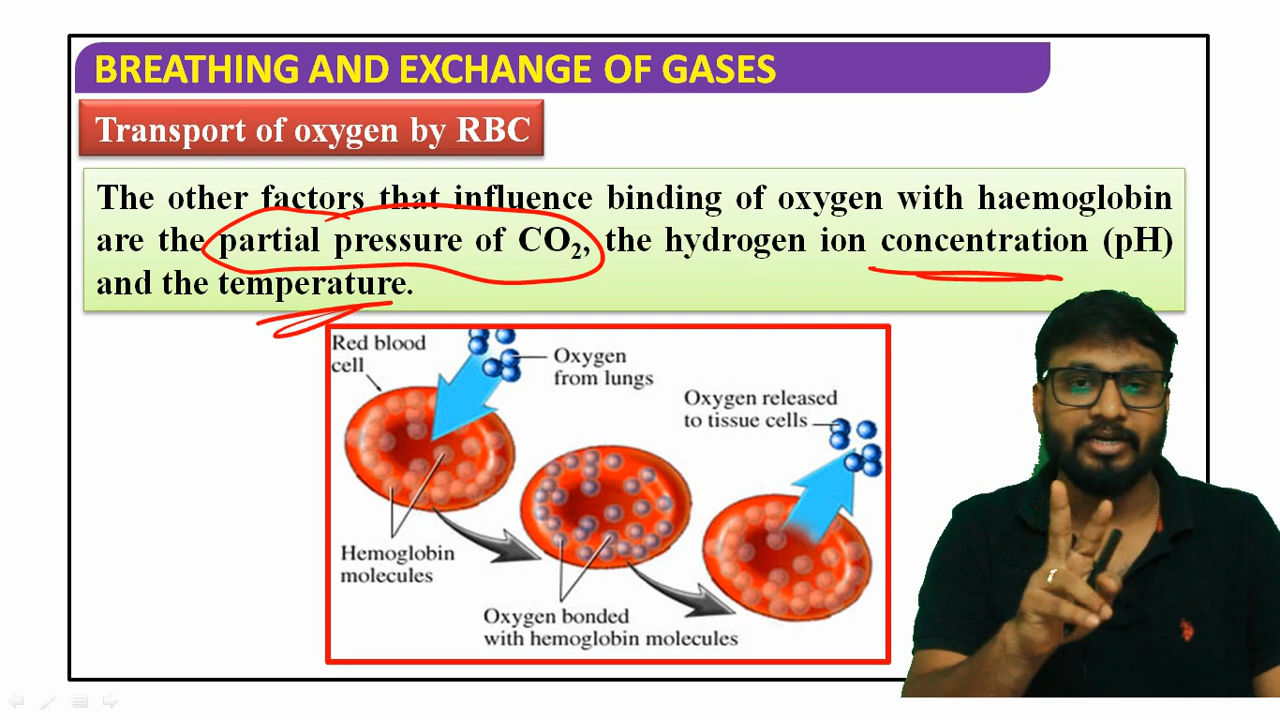 BREATHING AND EXCHANGE OF GASES
Transport of oxygen by RBC
The other factors that influence binding of oxygen with haemoglobin
are the partial pressure of CO₂, the hydrogen ion concentration (pH)
and the temperature.
Red blood
cell
Oxygen
from lungs
Oxygen released
to tissue cells
Hemoglobin
molecules
Oxygen bonded
with hemoglobin molecules